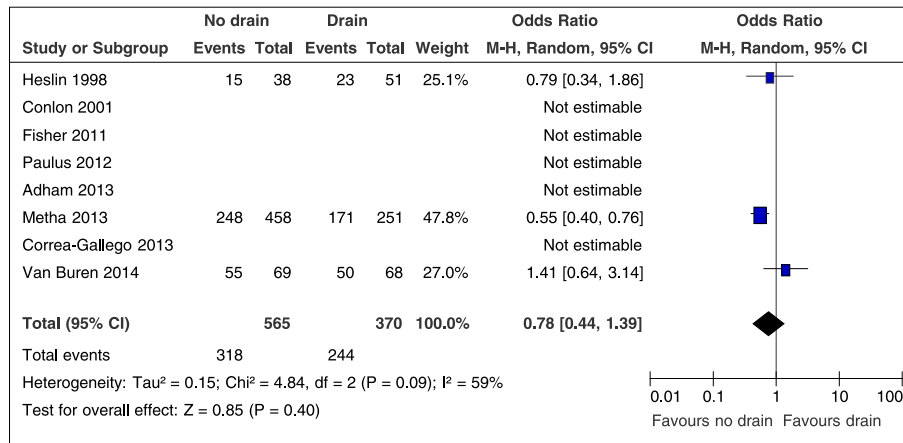 No drain Drain Odds Ratio Odds Ratio
Study or Subgroup Events Total Events Total Weight M-H, Random, 95% CI M-H, Random, 95% CI
Heslin 1998 15 38 23 51 25.1% 0.79 [0.34, 1.86]
Conlon 2001 Not estimable
Fisher 2011 Not estimable
Paulus 2012 Not estimable
Adham 2013 Not estimable
Metha 2013 248 458 171 251 47.8% 0.55 [0.40, 0.76]
Correa-Gallego 2013 Not estimable
Van Buren 2014 55 69 50 68 27.0% 1.41 [0.64, 3.14]
Total (95% CI) 565 370 100.0% 0.78 [0.44, 1.39]
Total events 318 244
Heterogeneity: Tau² = 0.15; Chi² = 4.84, df = 2 (P = 0.09); I² = 59%
Test for overall effect: Z = 0.85 (P = 0.40)
0.01 0.1 1 10 100
Favours no drain Favours drain